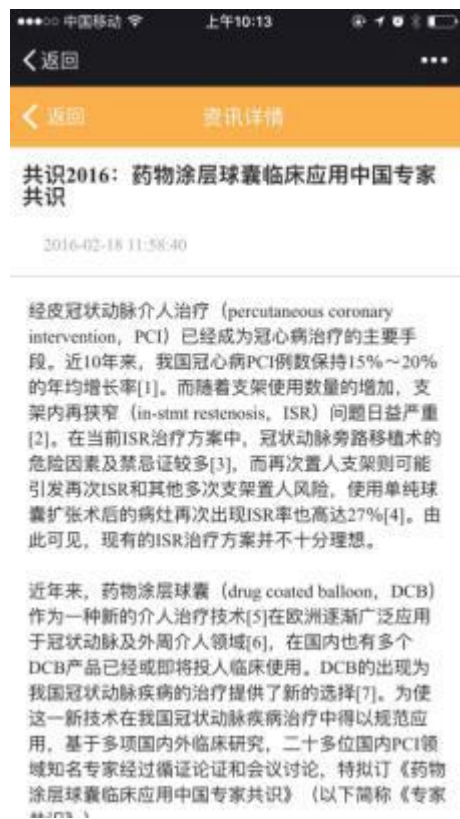 中国移动
上午10:13
返回
返回
资讯详情
共识2016：药物涂层球囊临床应用中国专家
共识
2016-02-18 11:58:40
经皮冠状动脉介人治疗（percutaneous coronary
intervention，PCI）已经成为冠心病治疗的主要手
段。近10年来，我国冠心病PCI例数保持15%～20%
的年均增长率[1]。而随着支架使用数量的增加，支
架内再狭窄（in-stmt restenosis，ISR）问题日益严重
[2]。在当前ISR治疗方案中，冠状动脉旁路移植术的
危险因素及禁忌证较多[3]，而再次置人支架则可能
引发再次ISR和其他多次支架置人风险，使用单纯球
囊扩张术后的病灶再次出现ISR率也高达27%[4]。由
此可见，现有的ISR治疗方案并不十分理想。
近年来，药物涂层球囊（drug coated balloon，DCB）
作为一种新的介人治疗技术[5]在欧洲逐渐广泛应用
于冠状动脉及外周介人领域[6]，在国内也有多个
DCB产品已经或即将投人临床使用。DCB的出现为
我国冠状动脉疾病的治疗提供了新的选择[7]。为使
这一新技术在我国冠状动脉疾病治疗中得以规范应
用，基于多项国内外临床研究，二十多位国内PCI领
域知名专家经过循证论证和会议讨论，特拟订《药物
涂层球囊临床应用中国专家共识》（以下简称《专家